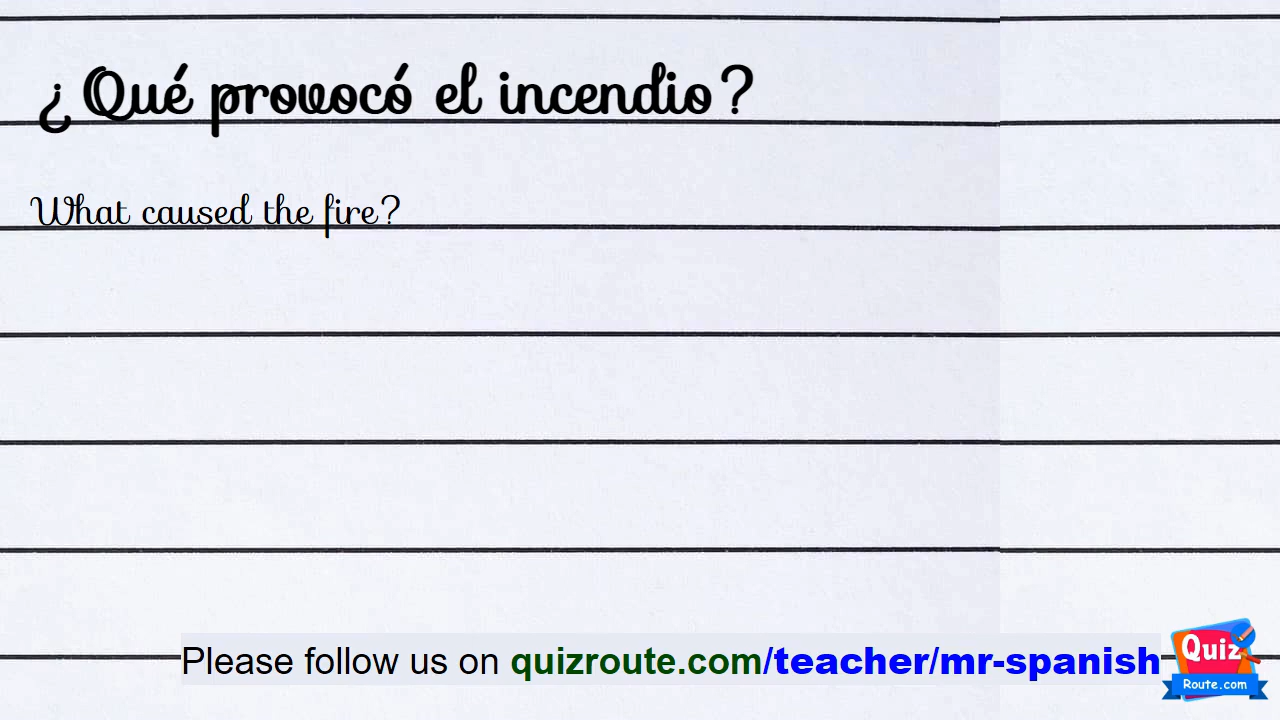 ¿Qué provocó el incendio?
What caused the fire?
Please follow us on quizroute.com/teacher/mr-spanish
Quiz
Route.com